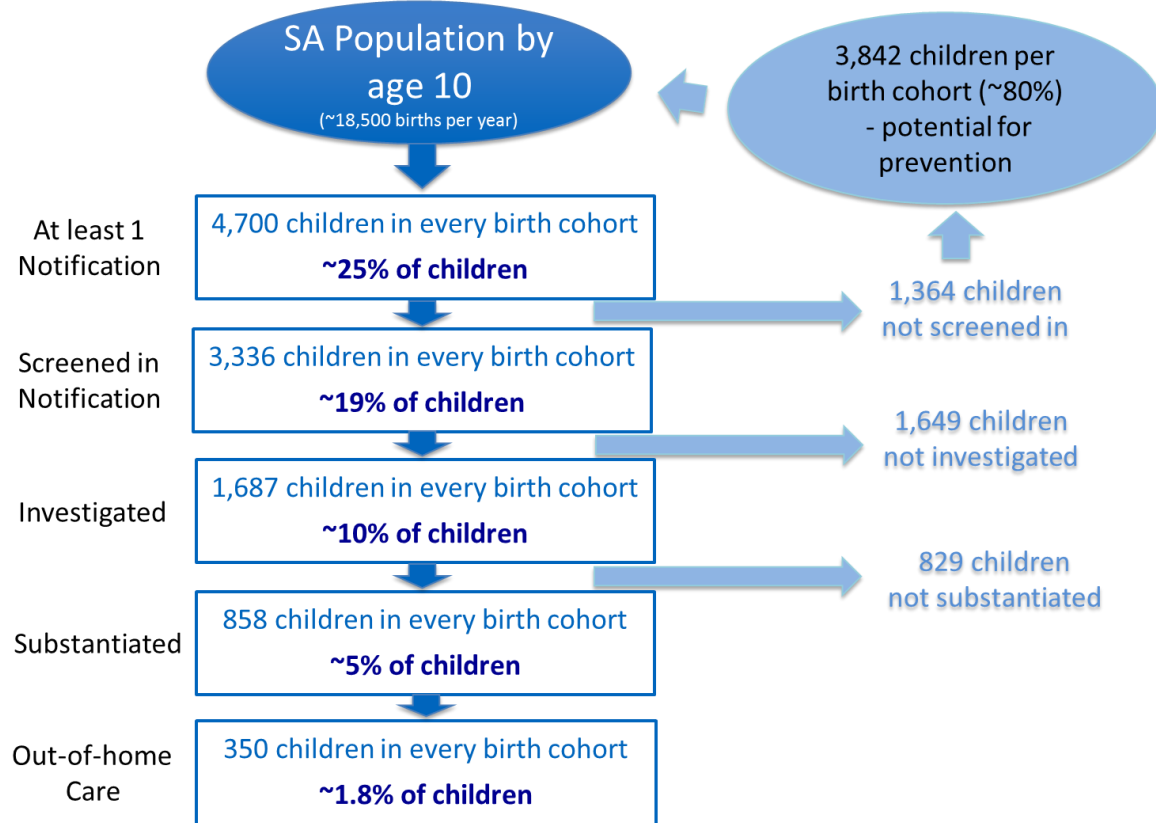 SA Population by
age 10
(~18,500 births per year)
3,842 children per
birth cohort (~80%)
- potential for
prevention
At least 1
Notification
4,700 children in every birth cohort
~25% of children
1,364 children
not screened in
Screened in
Notification
3,336 children in every birth cohort
~19% of children
1,649 children
not investigated
Investigated
1,687 children in every birth cohort
~10% of children
829 children
not substantiated
Substantiated
858 children in every birth cohort
~5% of children
Out-of-home
Care
350 children in every birth cohort
~1.8% of children